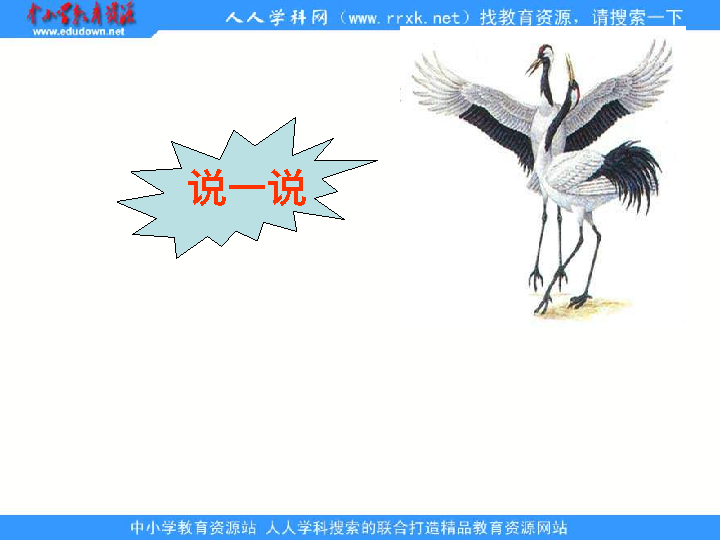 中小学教育资源
www.edudown.net
人人学科网（www.rrxk.net）找教育资源，请搜索一下
说一说
中小学教育资源站 人人学科搜索的联合打造精品教育资源网站